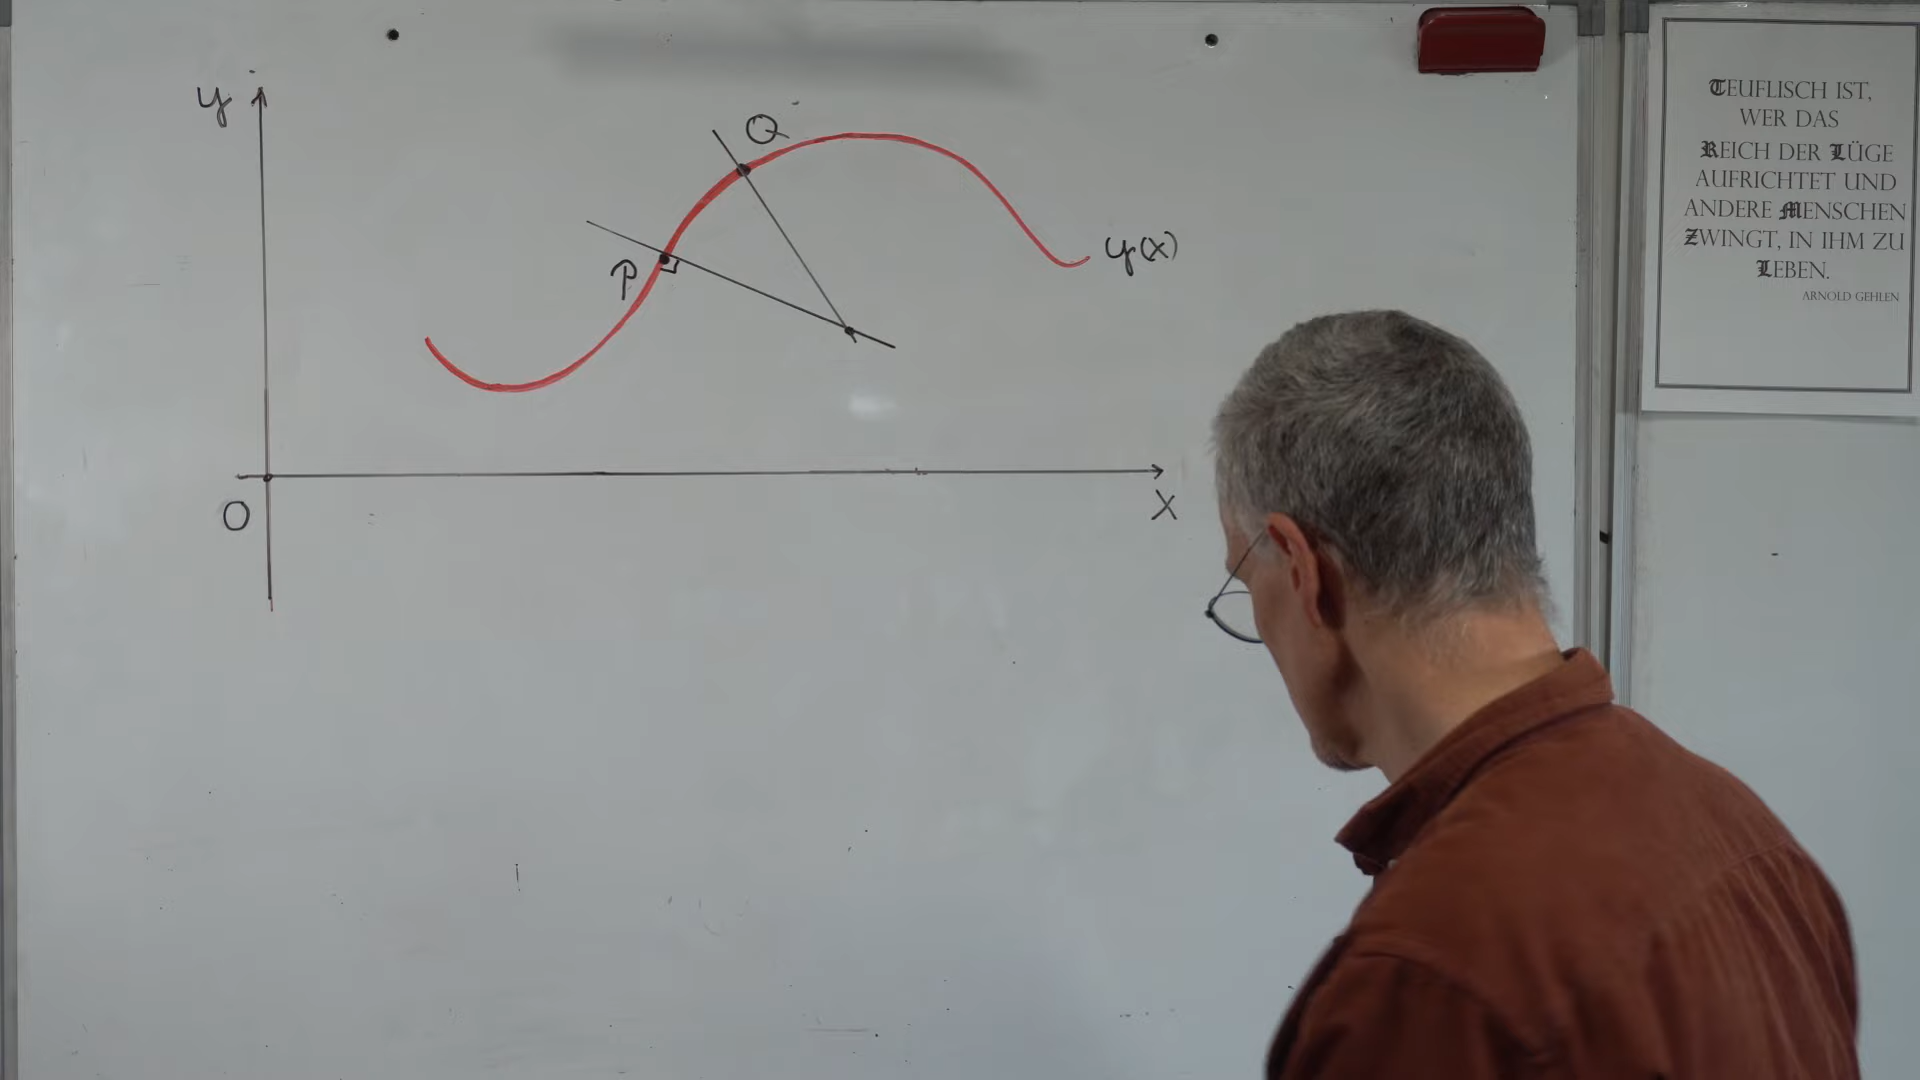 y
Q
P
y(x)
O
X
TEUFLISCH IST,
WER DAS
REICH DER LÜGE
AUFRICHTET UND
ANDERE MENSCHEN
ZWINGT, IN IHM ZU
LEBEN.
ARNOLD GEHLEN